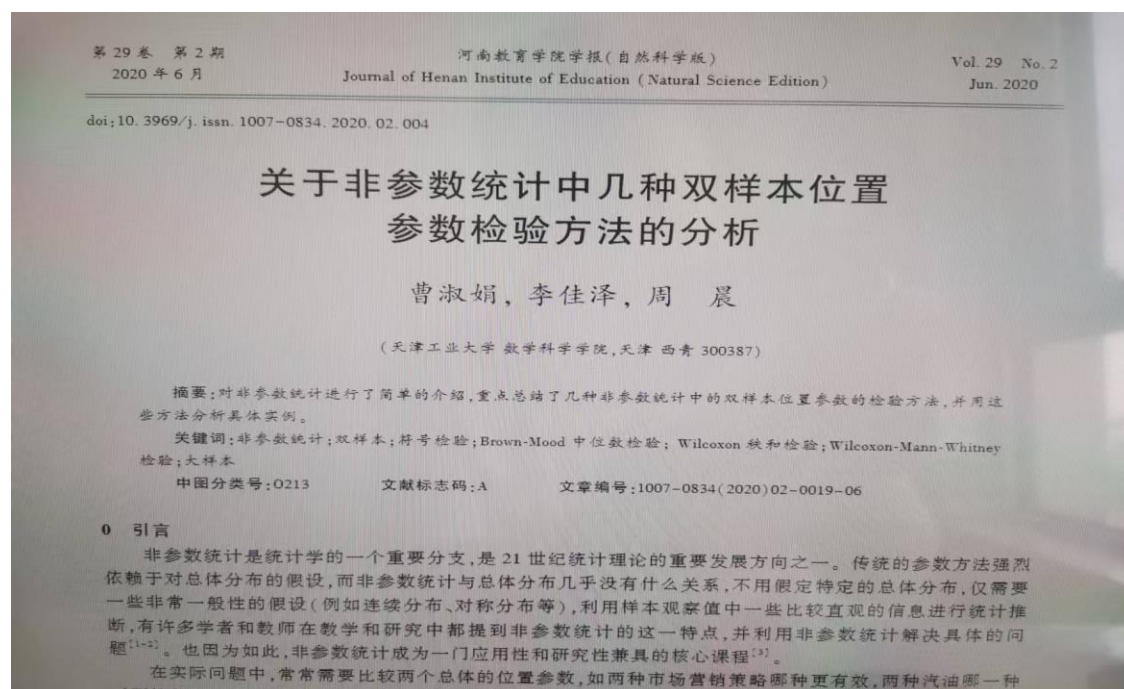 第 29 卷 第 2 期
2020 年 6 月
河南教育学院学报(自然科学版)
Journal of Henan Institute of Education (Natural Science Edition)
Vol. 29 No. 2
Jun. 2020
doi:10. 3969/j. issn. 1007-0834. 2020. 02. 004
关于非参数统计中几种双样本位置
参数检验方法的分析
曹淑娟, 李佳泽, 周 晨
(天津工业大学 数学科学学院,天津 西青 300387)
摘要:对非参数统计进行了简单的介绍,重点总结了几种非参数统计中的双样本位置参数的检验方法,并用这
些方法分析具体实例。
关键词:非参数统计;双样本;符号检验;Brown-Mood 中位数检验; Wilcoxon 秩和检验;Wilcoxon-Mann-Whitney
检验;大样本
中图分类号:O213 文献标志码:A 文章编号:1007-0834(2020)02-0019-06
0 引言
非参数统计是统计学的一个重要分支,是 21 世纪统计理论的重要发展方向之一。传统的参数方法强烈
依赖于对总体分布的假设,而非参数统计与总体分布几乎没有什么关系,不用假定特定的总体分布,仅需要
一些非常一般性的假设(例如连续分布、对称分布等),利用样本观察值中一些比较直观的信息进行统计推
断,有许多学者和教师在教学和研究中都提到非参数统计的这一特点,并利用非参数统计解决具体的问
题[1-2]。也因为如此,非参数统计成为一门应用性和研究性兼具的核心课程[3]。
在实际问题中,常常需要比较两个总体的位置参数,如两种市场营销策略哪种更有效,两种汽油哪一种